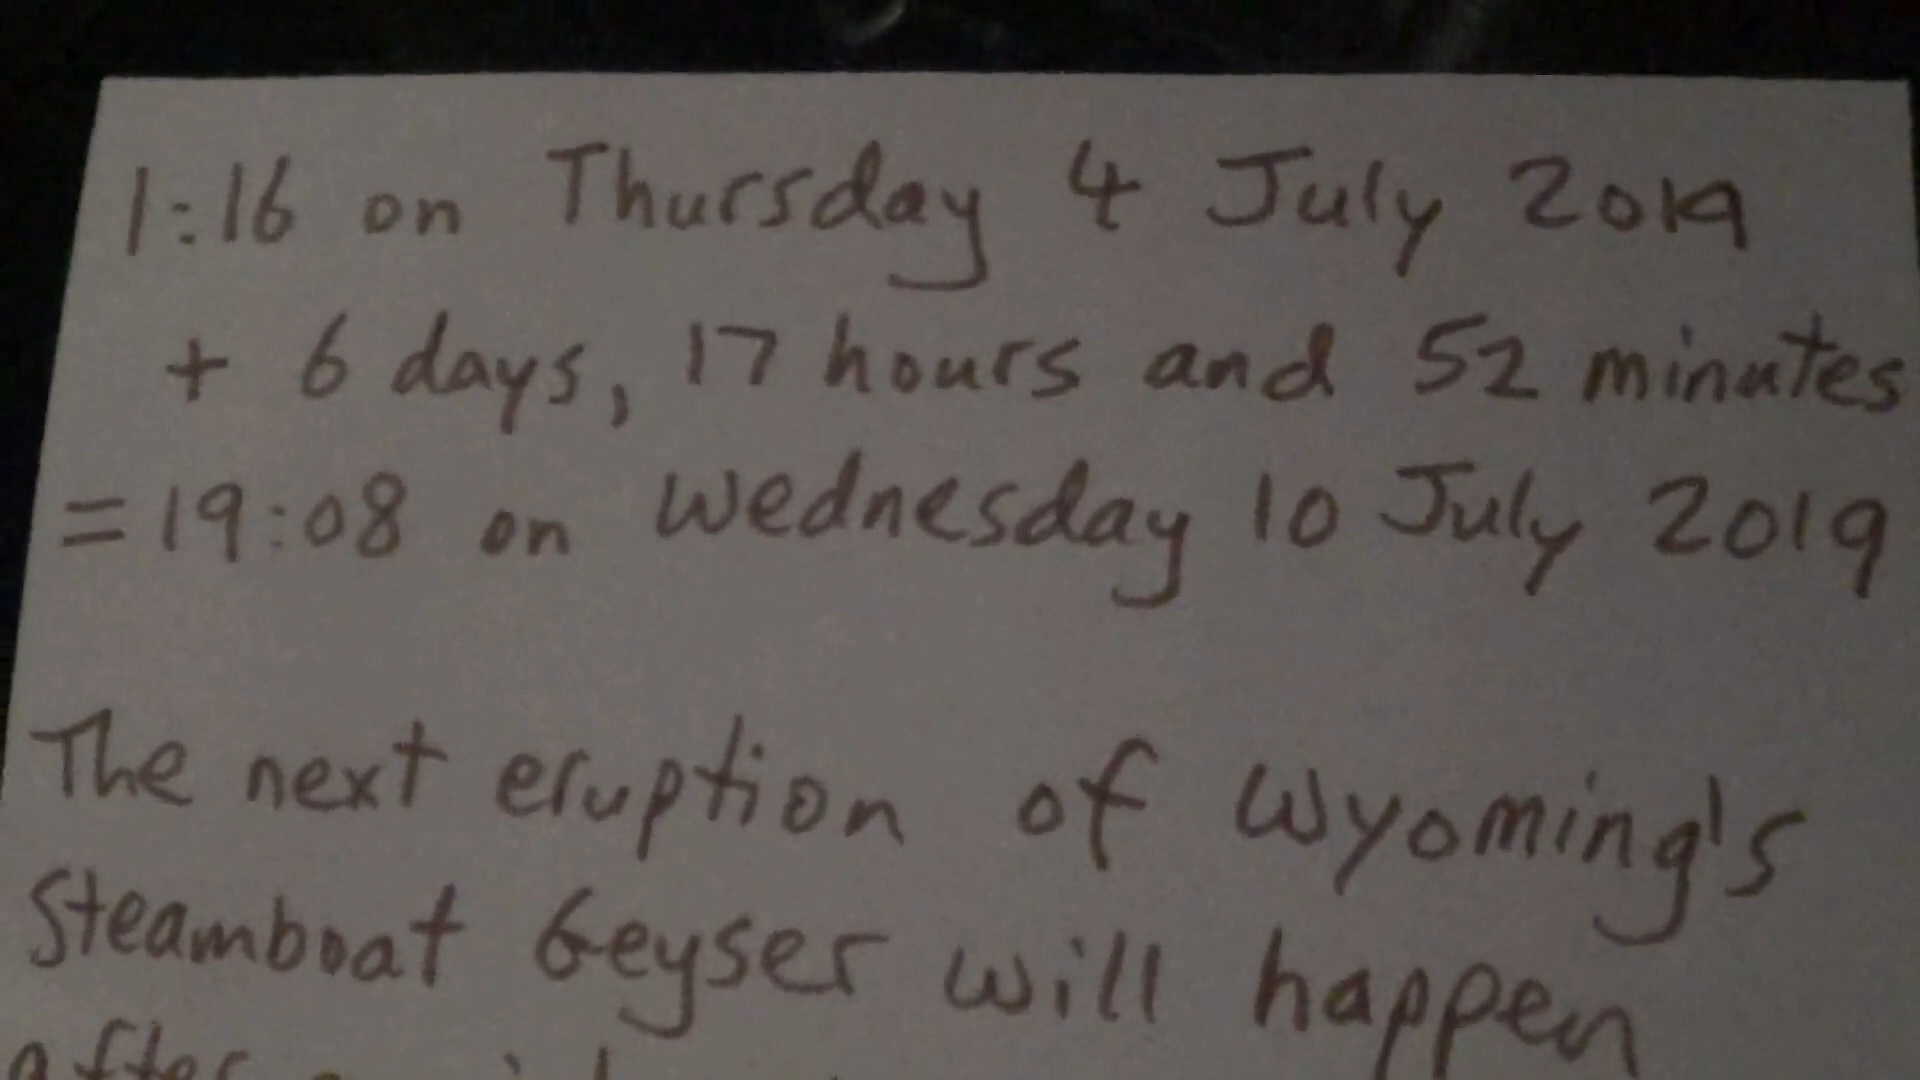 1:16 on Thursday 4 July 2019
+ 6 days, 17 hours and 52 minutes
= 19:08 on Wednesday 10 July 2019
The next eruption of Wyoming's
Steamboat Geyser will happen
after